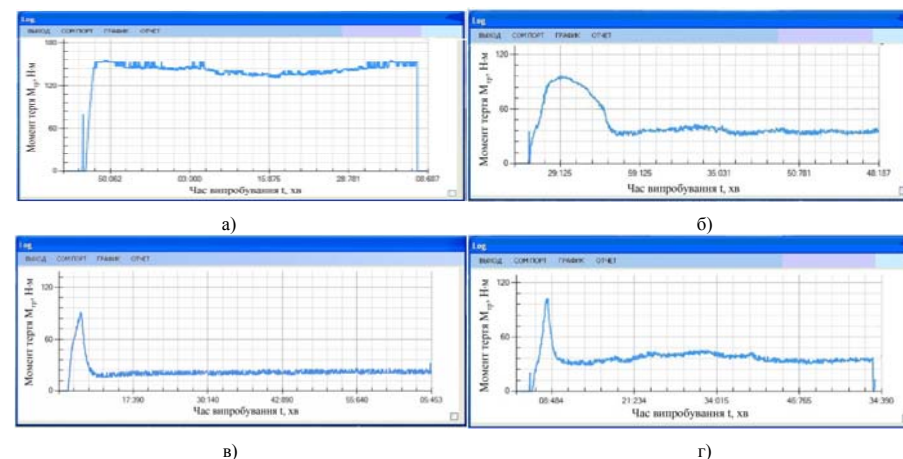 Log
ВЫХОД СОМ ПОРТ ГРАФИК ОТЧЕТ
180
120
60
0
Момент тертя Мтр, Н·м
50:062 03:000 15:875 28:781 08:687
Час випробування t, хв
а)
Log
ВЫХОД СОМ ПОРТ ГРАФИК ОТЧЕТ
120
60
0
Момент тертя Мтр, Н·м
29:125 59:125 35:031 50:781 48:187
Час випробування t, хв
б)
Log
ВЫХОД СОМ ПОРТ ГРАФИК ОТЧЕТ
120
60
0
Момент тертя Мтр, Н·м
17:390 30:140 42:890 55:640 05:453
Час випробування t, хв
в)
Log
ВЫХОД СОМ ПОРТ ГРАФИК ОТЧЕТ
120
60
0
Момент тертя Мтр, Н·м
08:484 21:234 34:015 46:765 34:390
Час випробування t, хв
г)